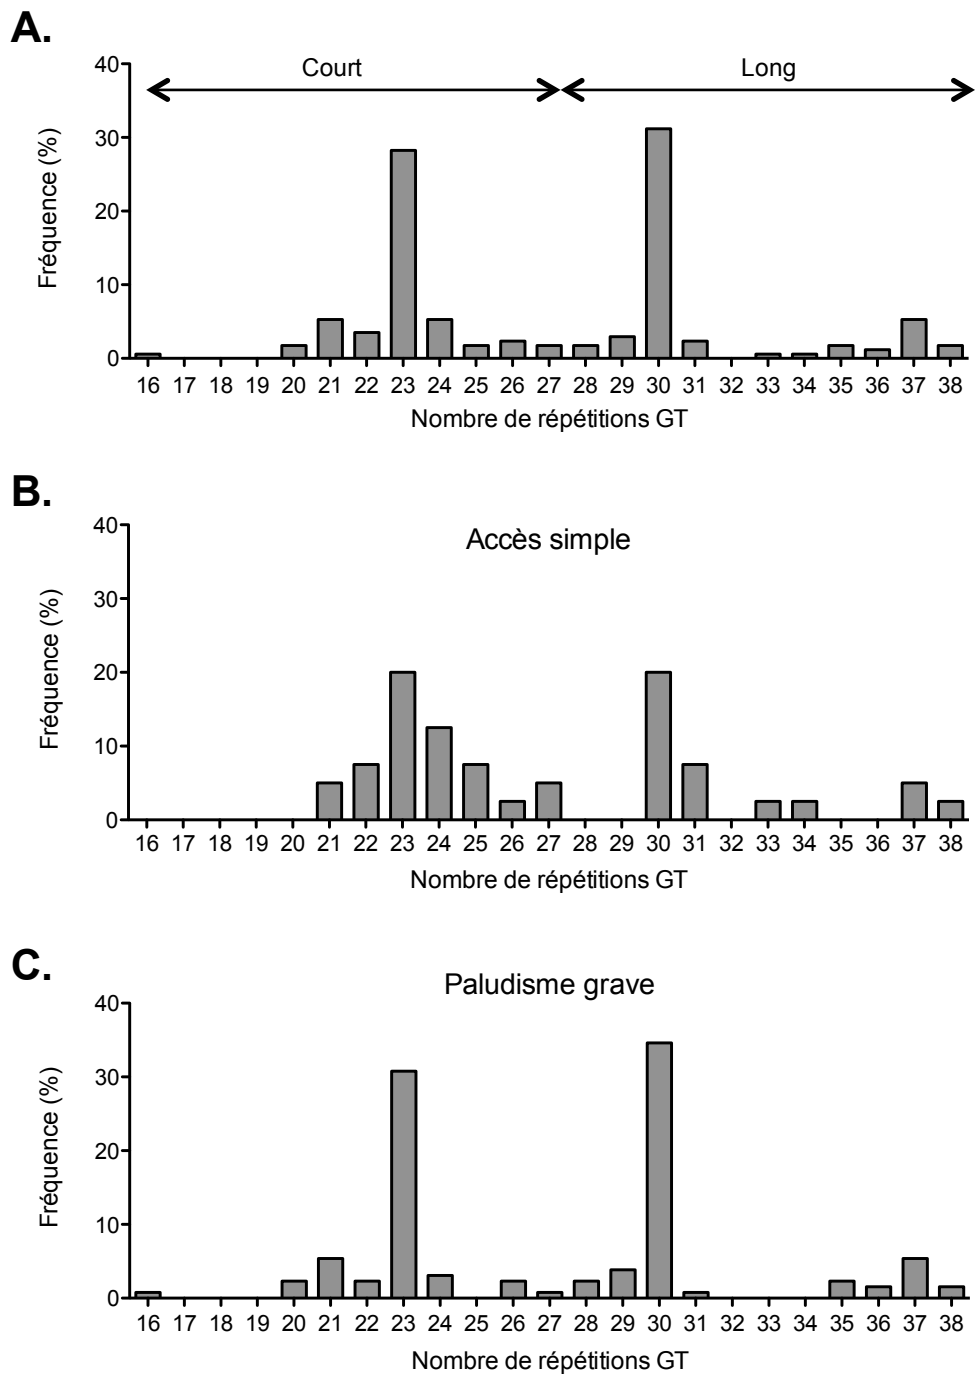 A.
Court Long
40
30
20
10
0
Fréquence (%)
16 17 18 19 20 21 22 23 24 25 26 27 28 29 30 31 32 33 34 35 36 37 38
Nombre de répétitions GT
B.
Accès simple
40
30
20
10
0
Fréquence (%)
16 17 18 19 20 21 22 23 24 25 26 27 28 29 30 31 32 33 34 35 36 37 38
Nombre de répétitions GT
C.
Paludisme grave
40
30
20
10
0
Fréquence (%)
16 17 18 19 20 21 22 23 24 25 26 27 28 29 30 31 32 33 34 35 36 37 38
Nombre de répétitions GT